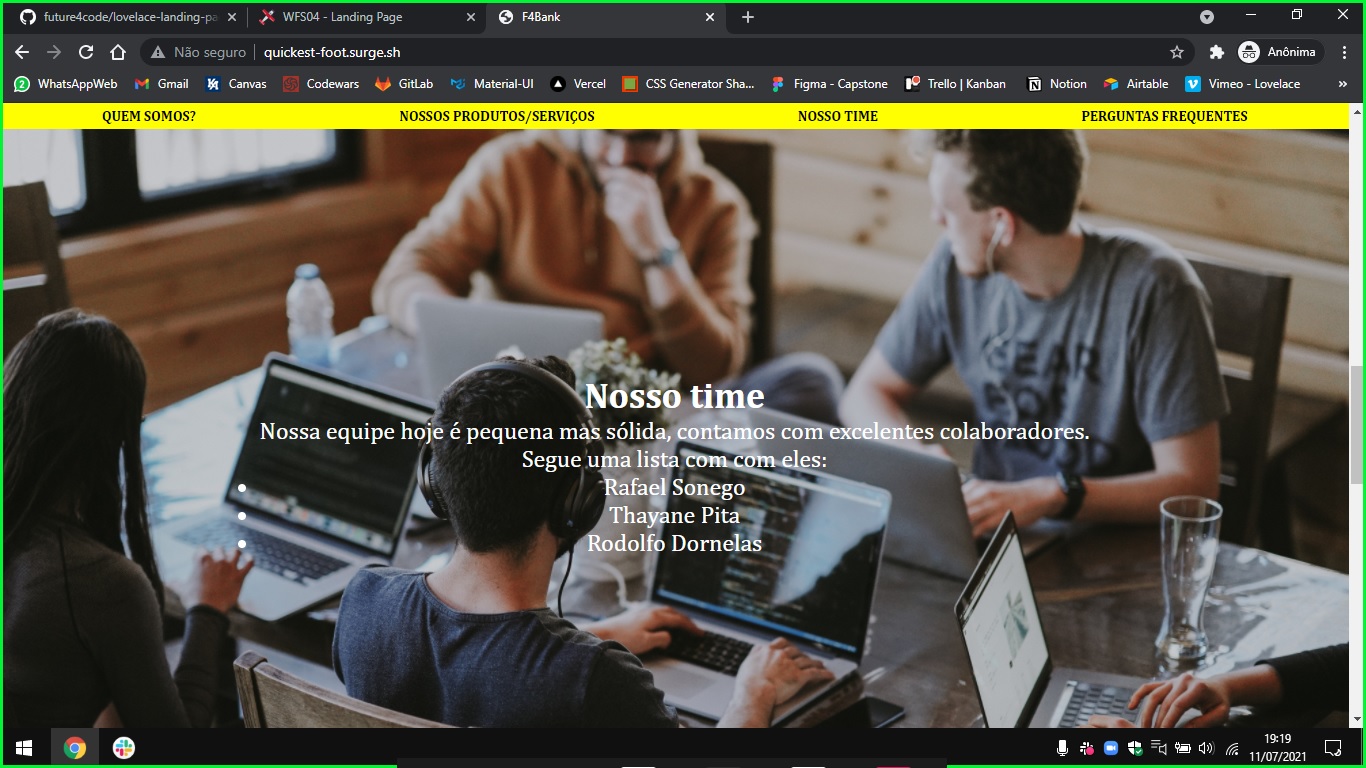 future4code/lovelace-landing-pa
WFS04 - Landing Page
F4Bank
Não seguro
quickest-foot.surge.sh
Anônima
2
WhatsAppWeb
Gmail
Canvas
Codewars
GitLab
Material-UI
Vercel
CSS Generator Sha...
Figma - Capstone
Trello | Kanban
Notion
Airtable
Vimeo - Lovelace
QUEM SOMOS?
NOSSOS PRODUTOS/SERVIÇOS
NOSSO TIME
PERGUNTAS FREQUENTES
Nosso time
Nossa equipe hoje é pequena mas sólida, contamos com excelentes colaboradores.
Segue uma lista com com eles:
Rafael Sonego
Thayane Pita
Rodolfo Dornelas
19:19
11/07/2021